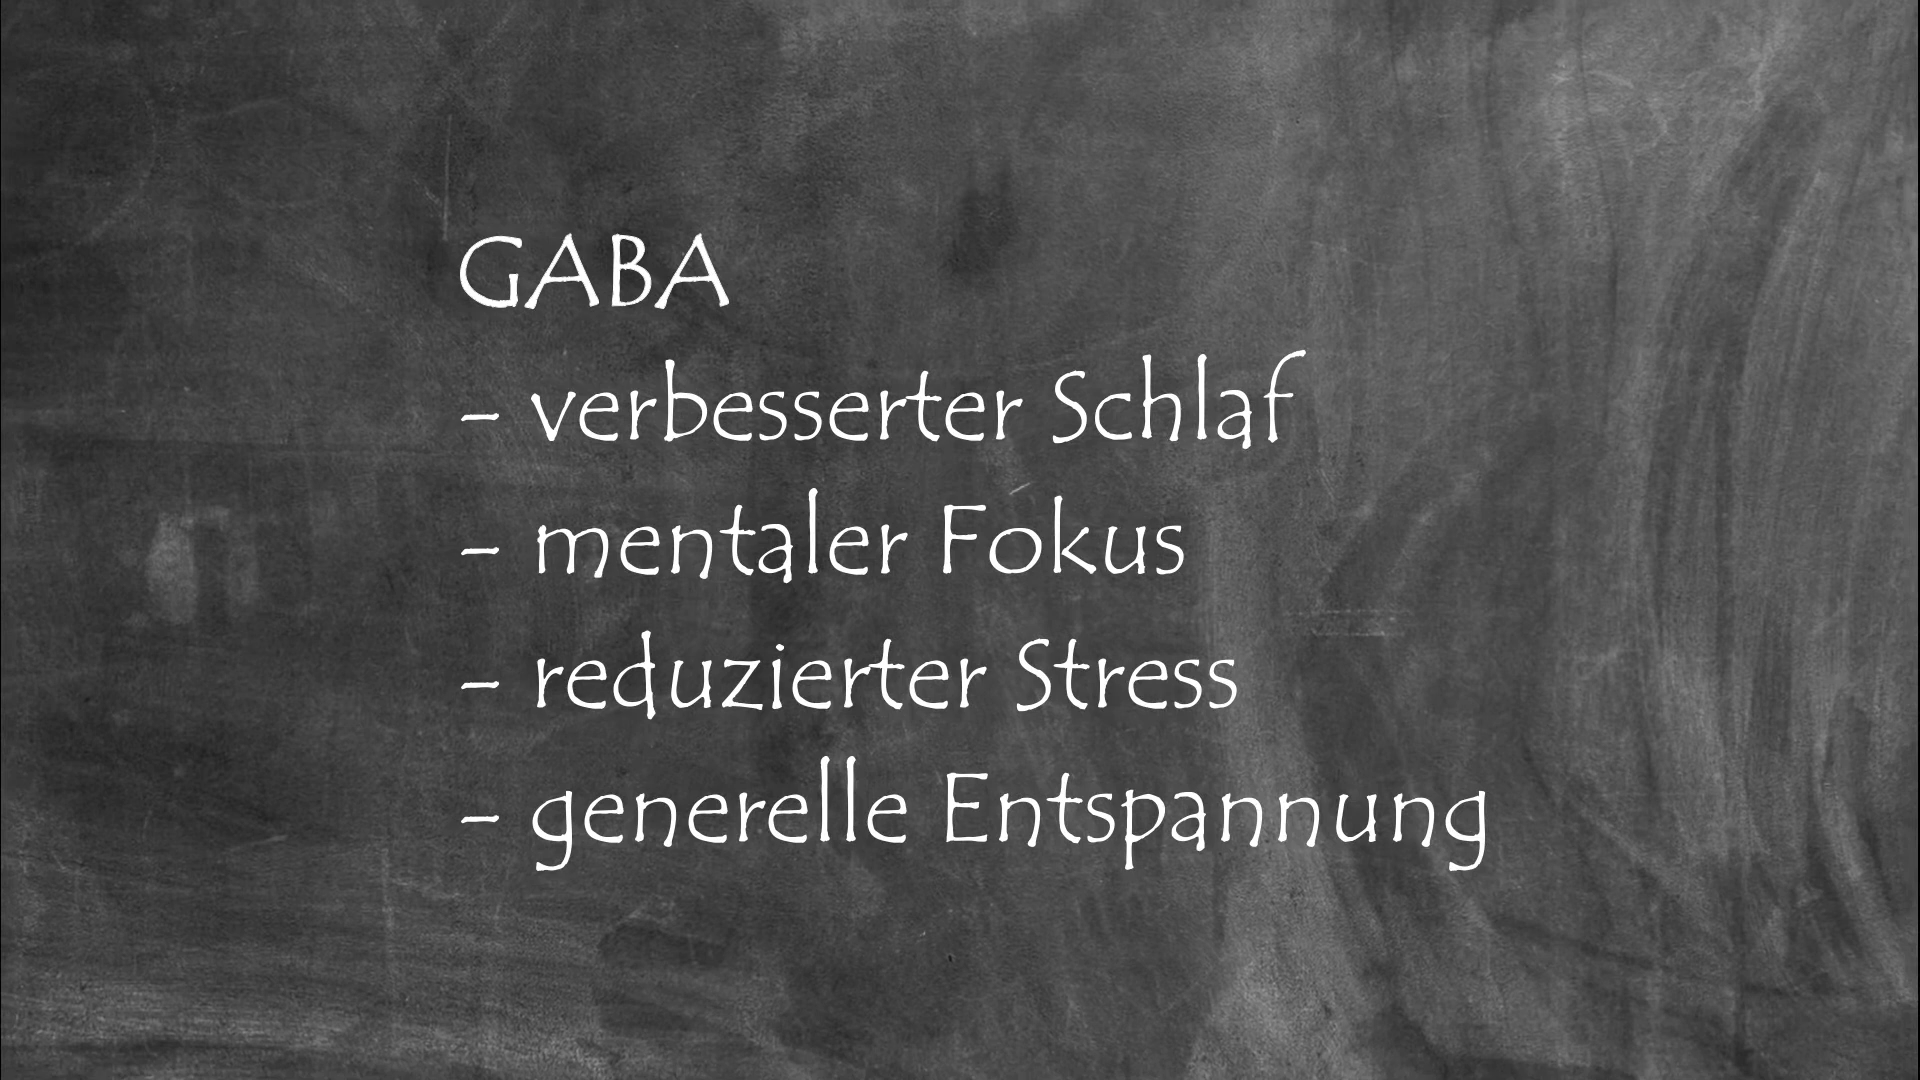 GABA
- verbesserter Schlaf
- mentaler Fokus
- reduzierter Stress
- generelle Entspannung